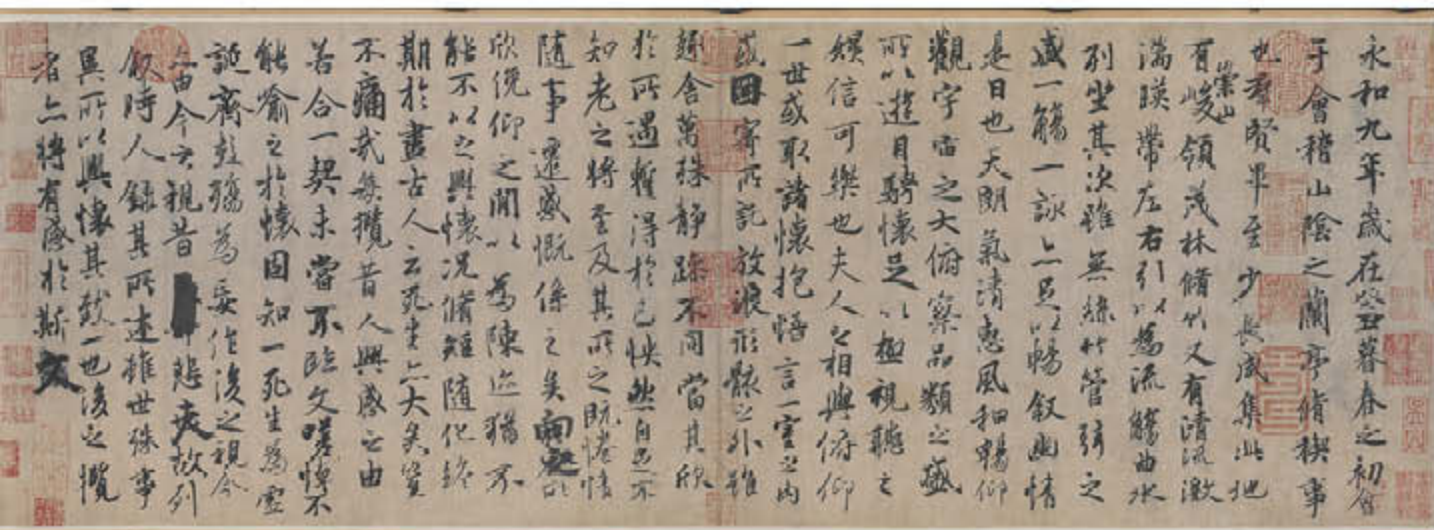 永和九年歲在癸丑暮春之初會
于會稽山陰之蘭亭脩禊事
也羣賢畢至少長咸集此地
有崇山峻領茂林脩竹又有清流激
湍暎帶左右引以為流觴曲水
列坐其次雖無絲竹管弦之
盛一觴一詠亦足以暢敘幽情
是日也天朗氣清惠風和暢仰
觀宇宙之大俯察品類之盛
所以遊目騁懷足以極視聽之
娛信可樂也夫人之相與俯仰
一世或取諸懷抱悟言一室之內
或因寄所託放浪形骸之外雖
趣舍萬殊靜躁不同當其欣
於所遇暫得於己怏然自足不
知老之將至及其所之既惓情
隨事遷感慨係之矣向之所
欣俛仰之閒以為陳迹猶不
能不以之興懷況脩短隨化終
期於盡古人云死生亦大矣豈
不痛哉每攬昔人興感之由
若合一契未嘗不臨文嗟悼不
能喻之於懷固知一死生為虛
誕齊彭殤為妄作後之視今
亦由今之視昔悲夫故列
敘時人錄其所述雖世殊事
異所以興懷其致一也後之攬
者亦將有感於斯文